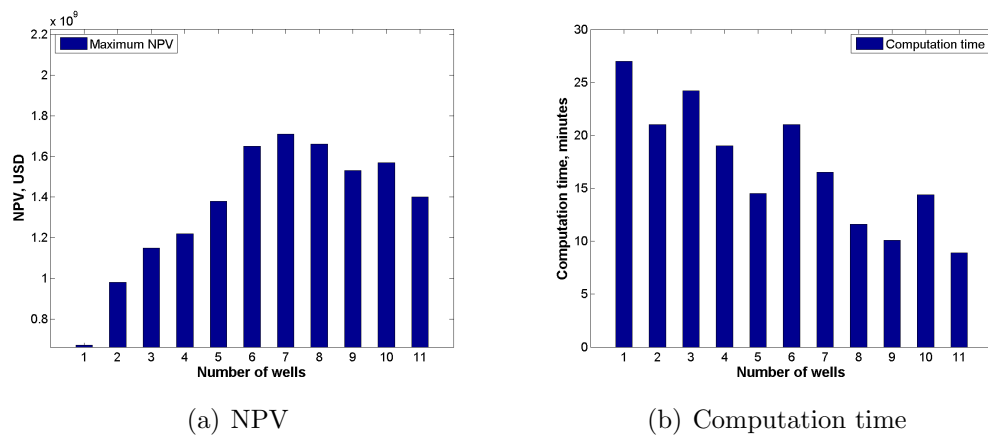 x 10^9
2.2
2
1.8
1.6
1.4
1.2
1
0.8
NPV, USD
Maximum NPV
1 2 3 4 5 6 7 8 9 10 11
Number of wells
(a) NPV
30
25
20
15
10
5
0
Computation time, minutes
Computation time
1 2 3 4 5 6 7 8 9 10 11
Number of wells
(b) Computation time